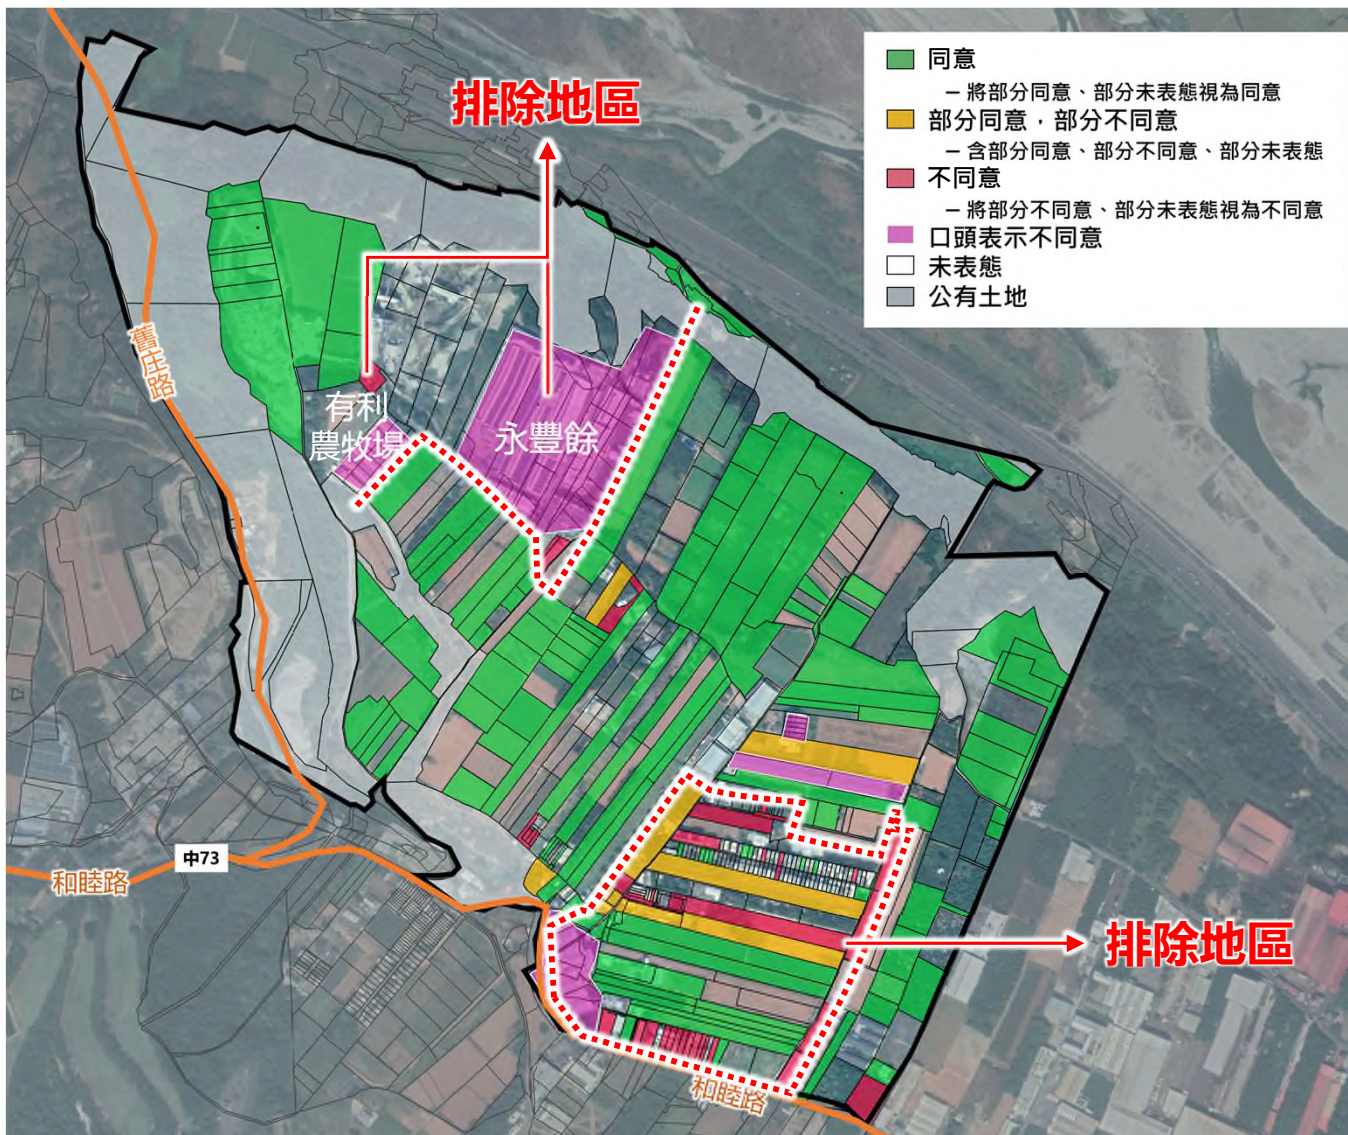 排除地區
同意
－將部分同意、部分未表態視為同意
部分同意，部分不同意
－含部分同意、部分不同意、部分未表態
不同意
－將部分不同意、部分未表態視為不同意
口頭表示不同意
未表態
公有土地
舊庄路
有利
農牧場
永豐餘
中73
和睦路
排除地區
和睦路